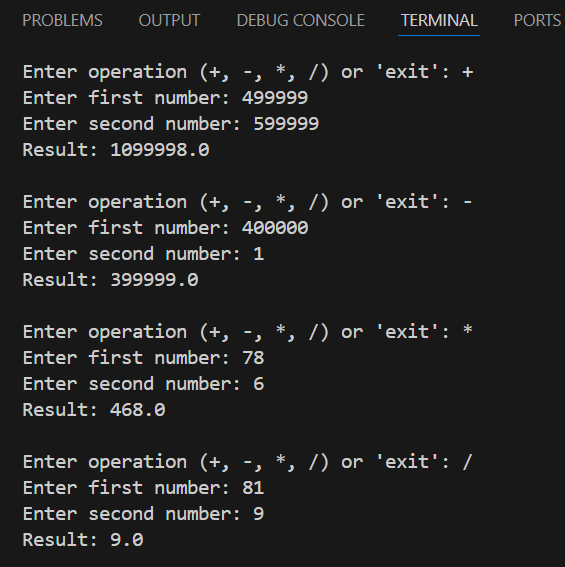 PROBLEMS OUTPUT DEBUG CONSOLE TERMINAL PORTS
Enter operation (+, -, *, /) or 'exit': +
Enter first number: 499999
Enter second number: 599999
Result: 1099998.0
Enter operation (+, -, *, /) or 'exit': -
Enter first number: 400000
Enter second number: 1
Result: 399999.0
Enter operation (+, -, *, /) or 'exit': *
Enter first number: 78
Enter second number: 6
Result: 468.0
Enter operation (+, -, *, /) or 'exit': /
Enter first number: 81
Enter second number: 9
Result: 9.0